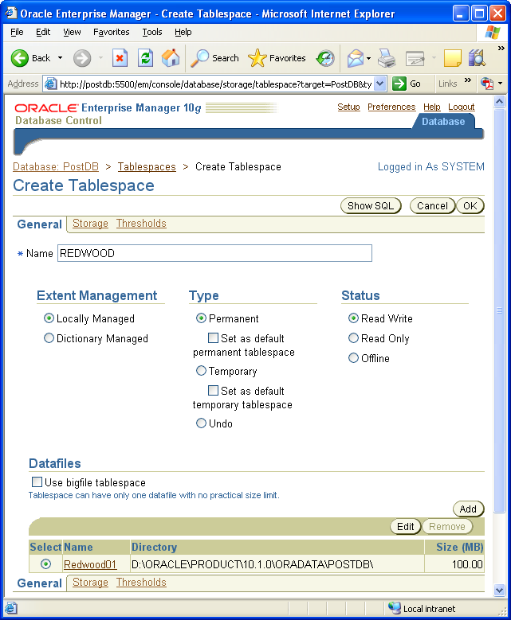 Oracle Enterprise Manager - Create Tablespace - Microsoft Internet Explorer
File Edit View Favorites Tools Help
Back Search Favorites
Address http://postdb:5500/em/console/database/storage/tablespace?target=PostDB&ty Go Links
ORACLE Enterprise Manager 10g
Database Control
Setup Preferences Help Logout
Database
Database: PostDB > Tablespaces > Create Tablespace
Logged in As SYSTEM
Create Tablespace
Show SQL Cancel OK
General Storage Thresholds
* Name REDWOOD
Extent Management Type Status
Locally Managed Permanent Read Write
Dictionary Managed Set as default permanent tablespace Read Only
Temporary Offline
Set as default
temporary tablespace
Undo
Datafiles
Use bigfile tablespace
Tablespace can have only one datafile with no practical size limit.
Add
Edit Remove
Select Name Directory Size (MB)
Redwood01 D:\ORACLE\PRODUCT\10.1.0\ORADATA\POSTDB\ 100.00
General Storage Thresholds
Local intranet